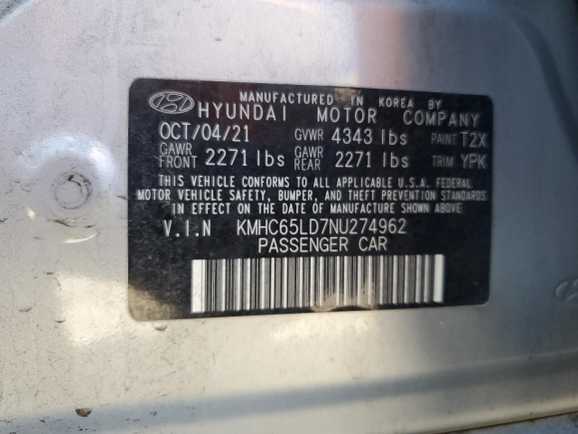 MANUFACTURED IN KOREA BY
HYUNDAI MOTOR COMPANY
OCT/04/21 GVWR 4343 lbs PAINT T2X
GAWR FRONT 2271 lbs GAWR REAR 2271 lbs TRIM YPK
THIS VEHICLE CONFORMS TO ALL APPLICABLE U.S.A. FEDERAL
MOTOR VEHICLE SAFETY, BUMPER, AND THEFT PREVENTION STANDARDS
IN EFFECT ON THE DATE OF MANUFACTURE SHOWN ABOVE
V.I.N KMHC65LD7NU274962
PASSENGER CAR